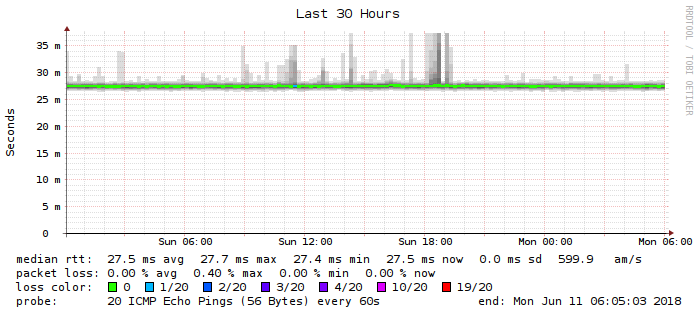 Last 30 Hours
RRDTOOL / TOBI OETIKER
Seconds
35 m
30 m
25 m
20 m
15 m
10 m
5 m
0
Sun 06:00 Sun 12:00 Sun 18:00 Mon 00:00 Mon 06:00
median rtt: 27.5 ms avg 27.7 ms max 27.4 ms min 27.5 ms now 0.0 ms sd 599.9 am/s
packet loss: 0.00 % avg 0.40 % max 0.00 % min 0.00 % now
loss color: 0 1/20 2/20 3/20 4/20 10/20 19/20
probe: 20 ICMP Echo Pings (56 Bytes) every 60s end: Mon Jun 11 06:05:03 2018